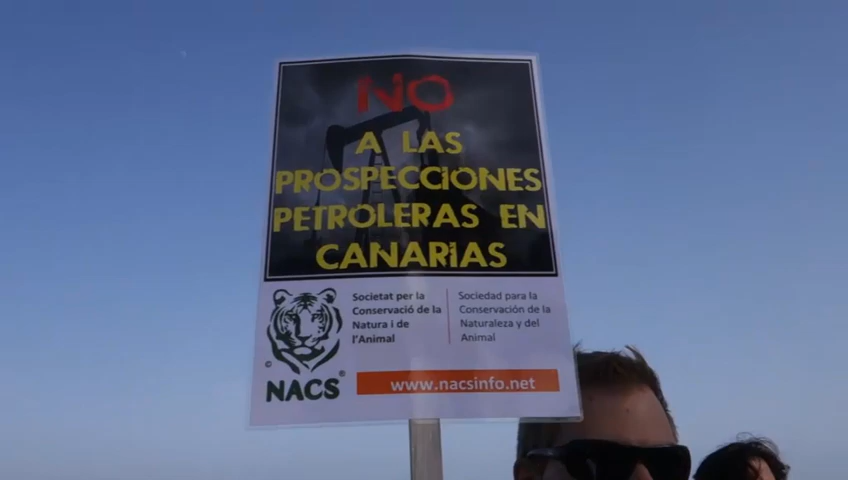 NO
A LAS
PROSPECCIONES
PETROLERAS EN
CANARIAS
Societat per la
Conservació de la
Natura i de
l'Animal
Sociedad para la
Conservación de la
Naturaleza y del
Animal
©
NACS®
www.nacsinfo.net